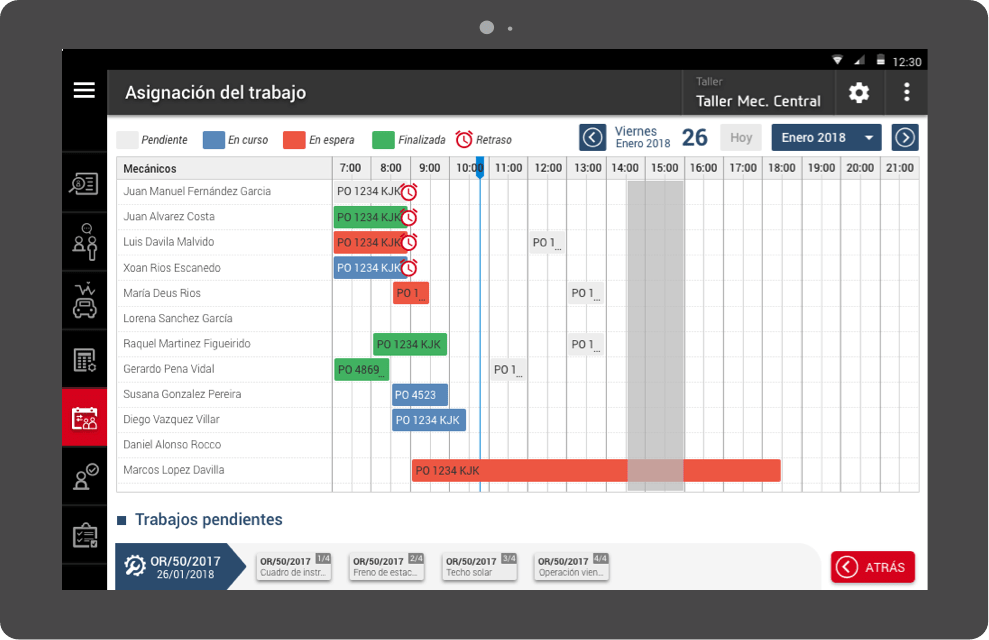 12:30
Asignación del trabajo
Taller
Taller Mec. Central
Pendiente En curso En espera Finalizada Retraso
Viernes
Enero 2018
26
Hoy
Enero 2018
Mecánicos 7:00 8:00 9:00 10:00 11:00 12:00 13:00 14:00 15:00 16:00 17:00 18:00 19:00 20:00 21:00
Juan Manuel Fernández Garcia PO 1234 KJK
Juan Alvarez Costa PO 1234 KJK
Luis Davila Malvido PO 1234 KJK PO 1...
Xoan Rios Escanedo PO 1234 KJK
María Deus Rios PO 1... PO 1...
Lorena Sanchez García
Raquel Martinez Figueirido PO 1234 KJK PO 1...
Gerardo Pena Vidal PO 4869... PO 1...
Susana Gonzalez Pereira PO 4523
Diego Vazquez Villar PO 1234 KJK
Daniel Alonso Rocco
Marcos Lopez Davilla PO 1234 KJK
Trabajos pendientes
OR/50/2017
26/01/2018
OR/50/2017 1/4
Cuadro de instr...
OR/50/2017 2/4
Freno de estac...
OR/50/2017 3/4
Techo solar
OR/50/2017 4/4
Operación vien...
ATRÁS